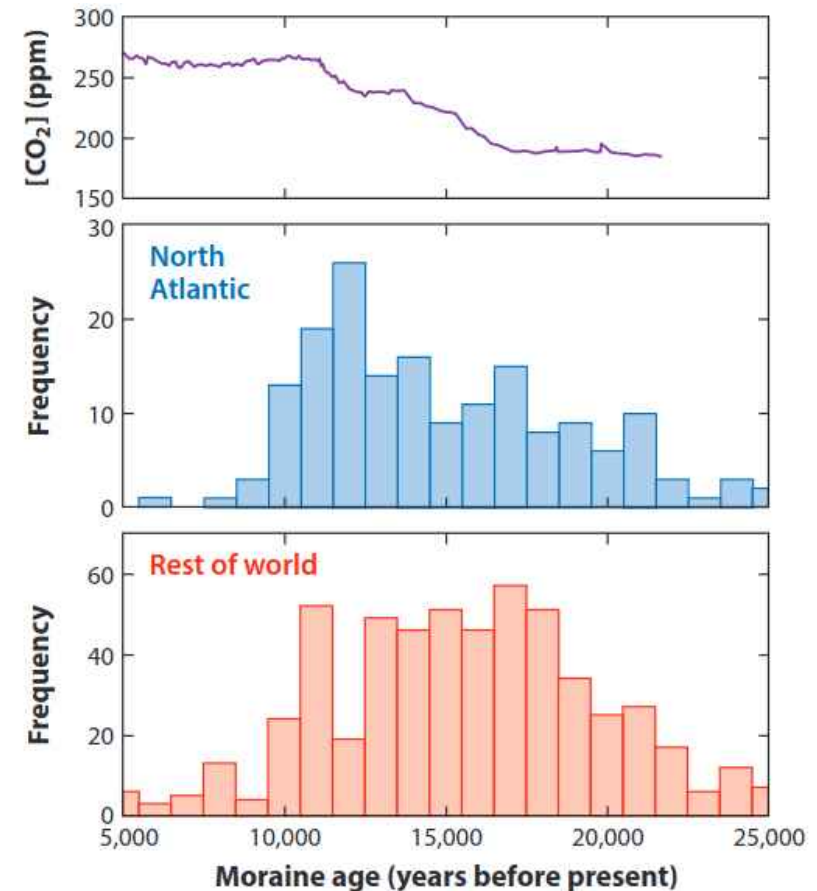 [CO₂] (ppm)
300
250
200
150
North
Atlantic
Frequency
30
20
10
0
Rest of world
Frequency
60
40
20
0
5,000 10,000 15,000 20,000 25,000
Moraine age (years before present)